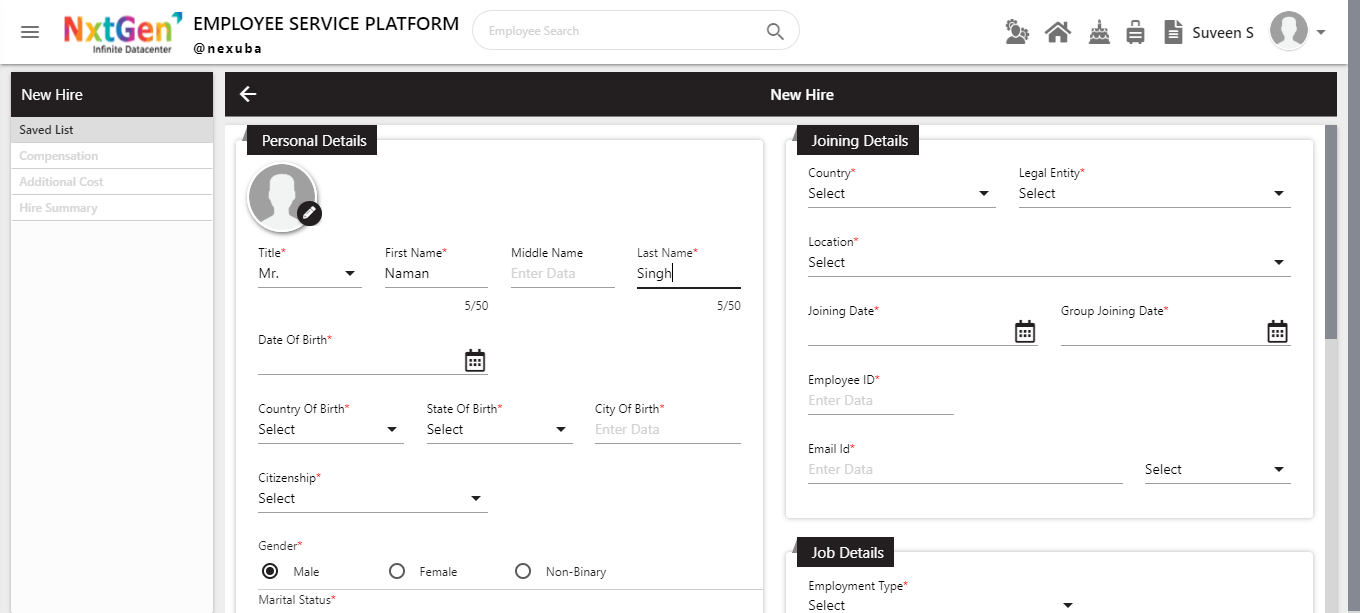 NxtGen
Infinite Datacenter
EMPLOYEE SERVICE PLATFORM
@nexuba
Employee Search
Suveen S
New Hire
Saved List
Compensation
Additional Cost
Hire Summary
New Hire
Personal Details
Title*
Mr.
First Name*
Naman
5/50
Middle Name
Enter Data
Last Name*
Singh
5/50
Date Of Birth*
Country Of Birth*
Select
State Of Birth*
Select
City Of Birth*
Enter Data
Citizenship*
Select
Gender*
Male
Female
Non-Binary
Marital Status*
Joining Details
Country*
Select
Legal Entity*
Select
Location*
Select
Joining Date*
Group Joining Date*
Employee ID*
Enter Data
Email Id*
Enter Data
Select
Job Details
Employment Type*
Select